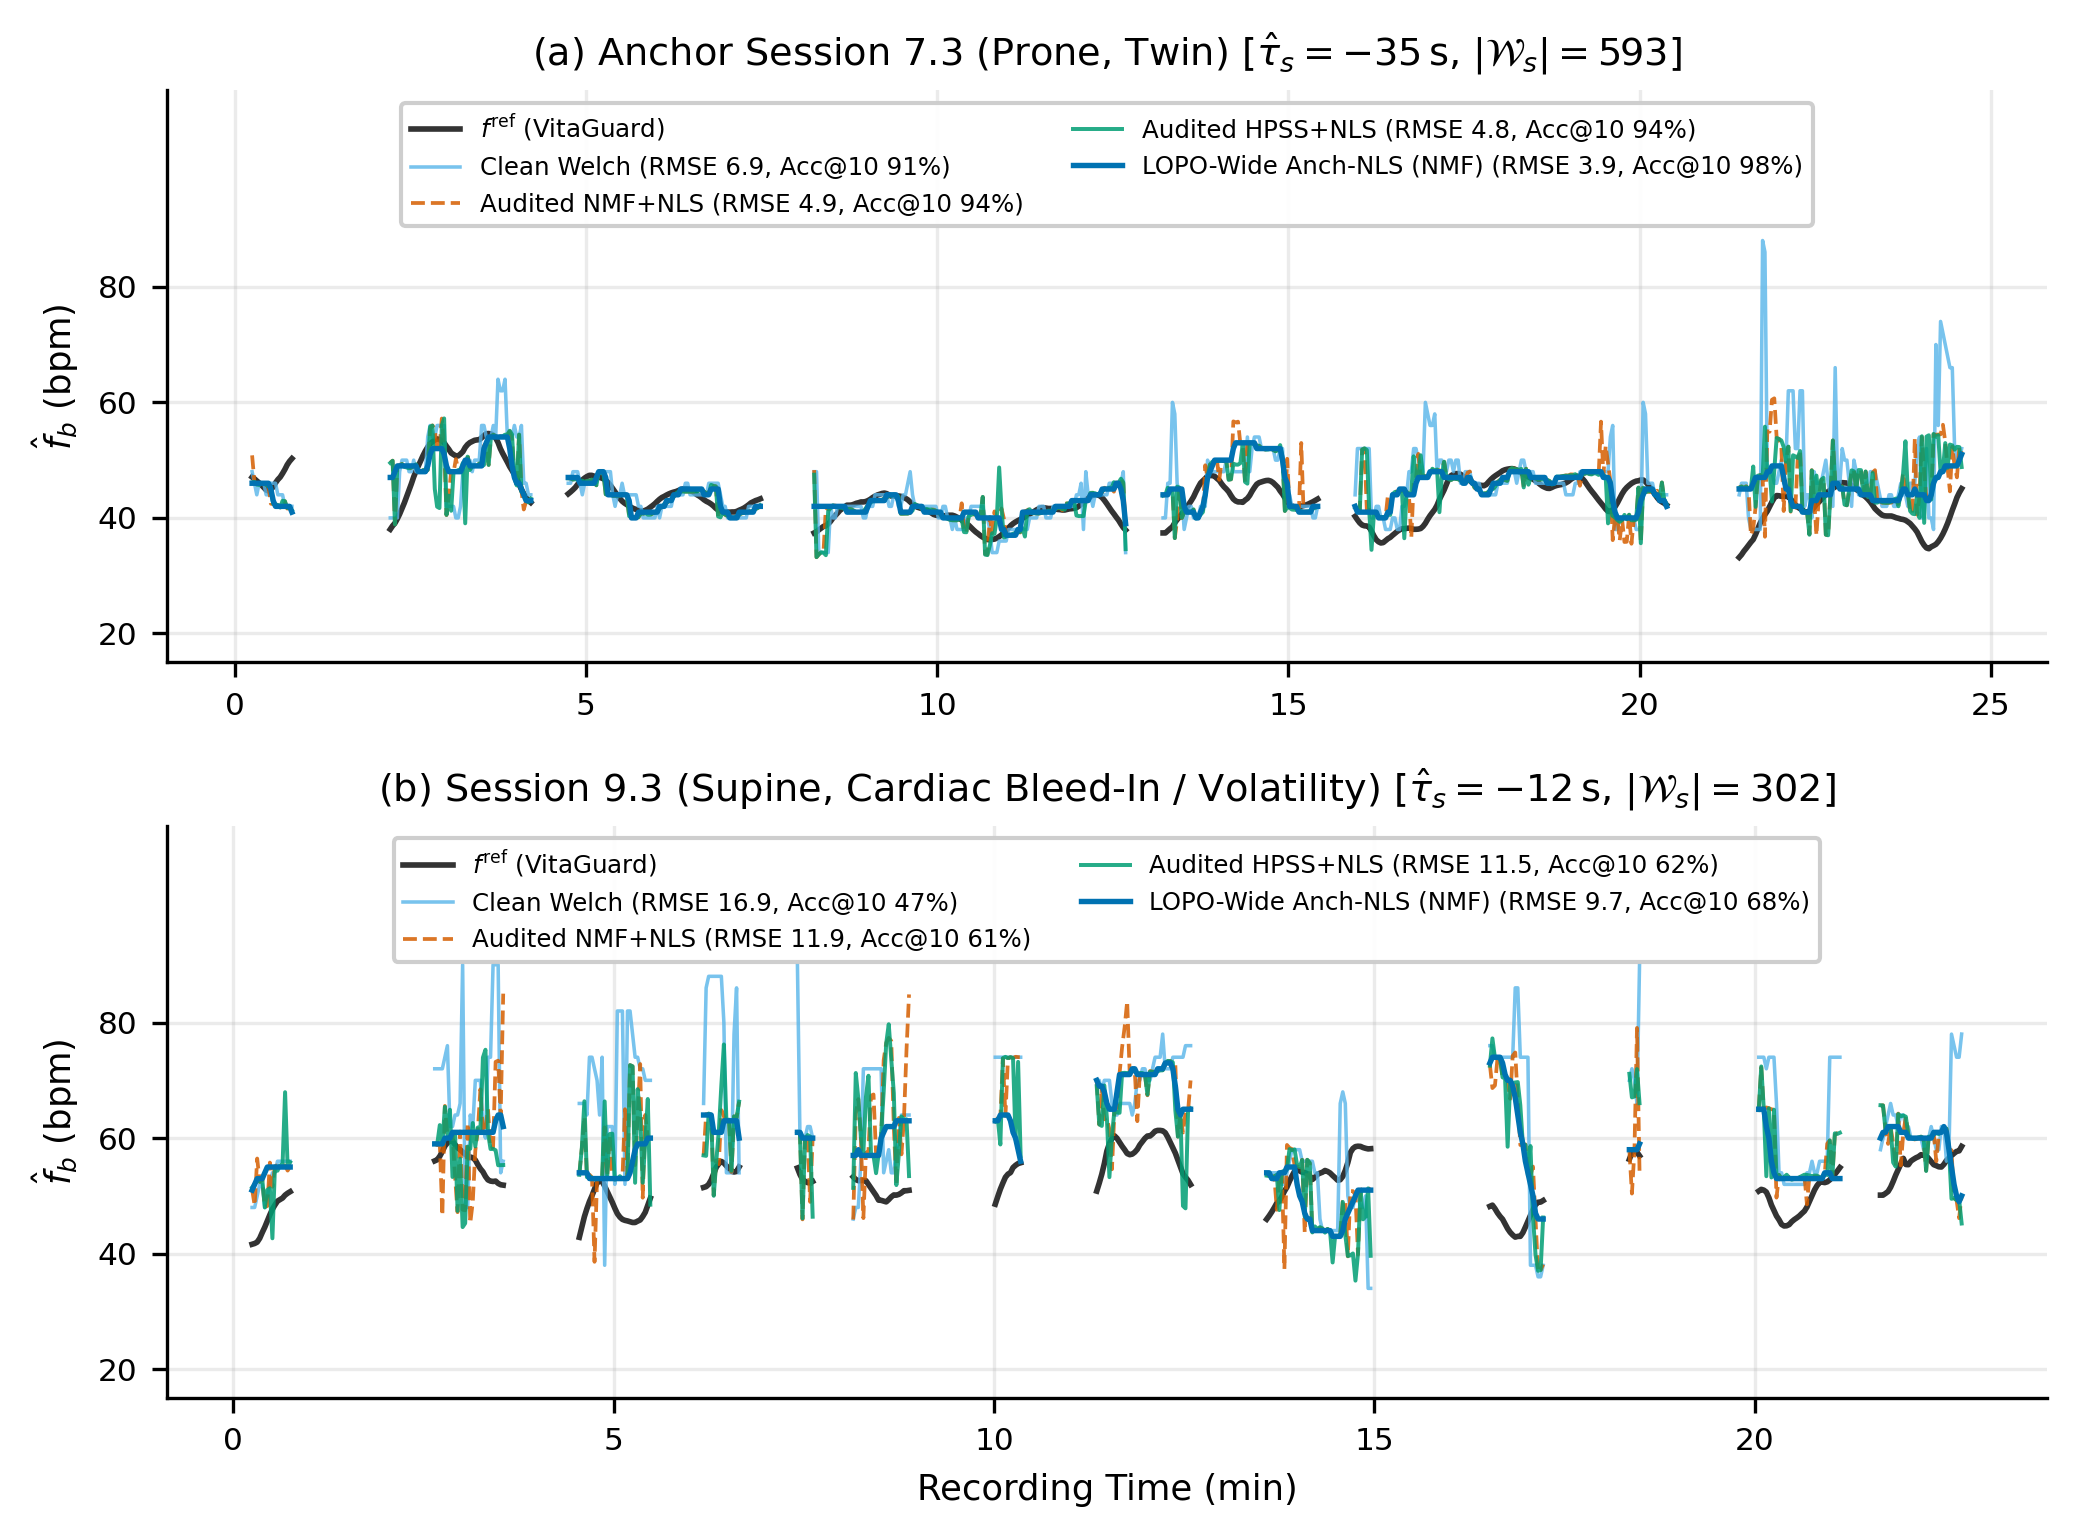 (a) Anchor Session 7.3 (Prone, Twin) [τ̂ₛ = −35 s, |𝒲ₛ| = 593]
f^ref (VitaGuard)
Clean Welch (RMSE 6.9, Acc@10 91%)
Audited NMF+NLS (RMSE 4.9, Acc@10 94%)
Audited HPSS+NLS (RMSE 4.8, Acc@10 94%)
LOPO-Wide Anch-NLS (NMF) (RMSE 3.9, Acc@10 98%)
f̂_b (bpm)
80
60
40
20
0 5 10 15 20 25
(b) Session 9.3 (Supine, Cardiac Bleed-In / Volatility) [τ̂ₛ = −12 s, |𝒲ₛ| = 302]
f^ref (VitaGuard)
Clean Welch (RMSE 16.9, Acc@10 47%)
Audited NMF+NLS (RMSE 11.9, Acc@10 61%)
Audited HPSS+NLS (RMSE 11.5, Acc@10 62%)
LOPO-Wide Anch-NLS (NMF) (RMSE 9.7, Acc@10 68%)
f̂_b (bpm)
80
60
40
20
0 5 10 15 20
Recording Time (min)